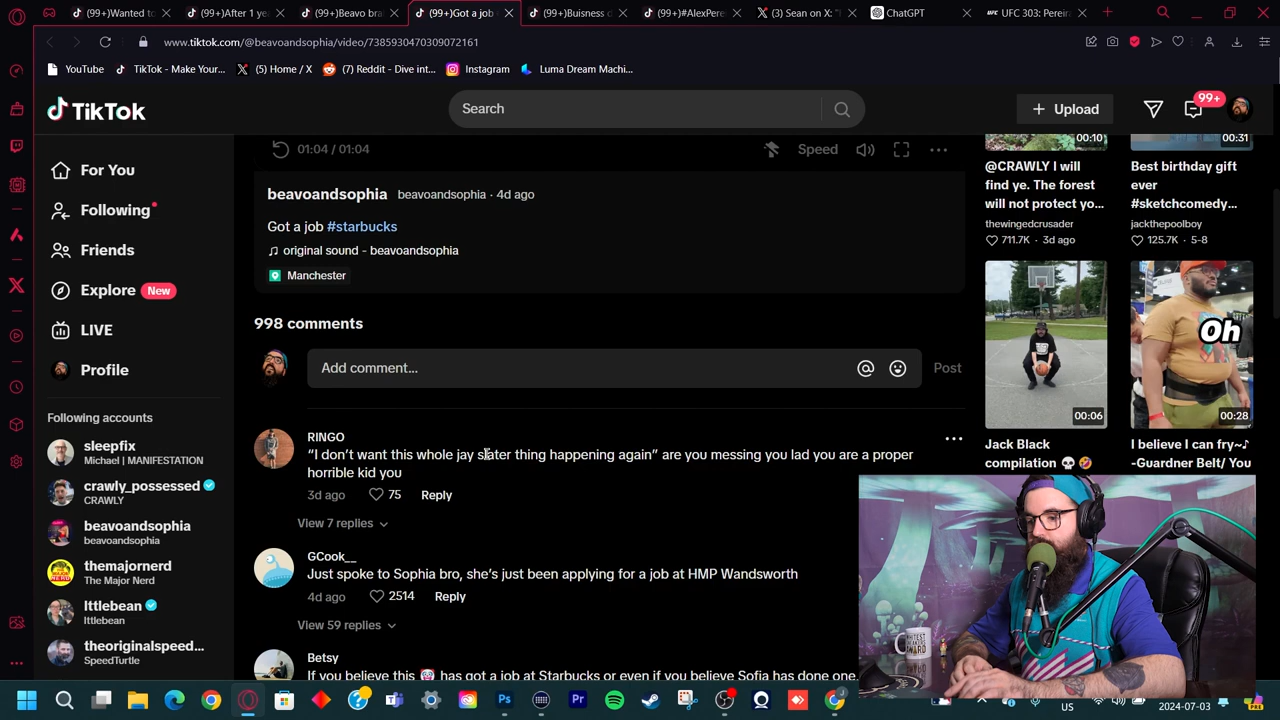 (99+)Wanted to
(99+)After 1 ye
(99+)Beavo bra
(99+)Got a job
(99+)Buisness d
(99+)#AlexPere
(3) Sean on X: "
ChatGPT
UFC 303: Pereira
www.tiktok.com/@beavoandsophia/video/7385930470309072161
YouTube
TikTok - Make Your...
(5) Home / X
(7) Reddit - Dive int...
Instagram
Luma Dream Machi...
TikTok
Search
Upload
99+
For You
Following
Friends
Explore New
LIVE
Profile
Following accounts
sleepfix
Michael | MANIFESTATION
crawly_possessed
CRAWLY
beavoandsophia
beavoandsophia
themajornerd
The Major Nerd
lttlebean
lttlebean
theoriginalspeed...
SpeedTurtle
01:04 / 01:04
Speed
beavoandsophia beavoandsophia · 4d ago
Got a job #starbucks
original sound - beavoandsophia
Manchester
998 comments
Add comment...
Post
RINGO
“I don’t want this whole jay slater thing happening again” are you messing you lad you are a proper
horrible kid you
3d ago 75 Reply
View 7 replies
GCook__
Just spoke to Sophia bro, she’s just been applying for a job at HMP Wandsworth
4d ago 2514 Reply
View 59 replies
Betsy
If you believe this 🤡 has got a job at Starbucks or even if you believe Sofia has done one.
00:10
00:31
@CRAWLY I will
find ye. The forest
will not protect yo...
thewingedcrusader
711.7K · 3d ago
Best birthday gift
ever
#sketchcomedy...
jackthepoolboy
125.7K · 5-8
00:06
Oh
00:28
Jack Black
compilation 💀🤣
I believe I can fry~♪
-Guardner Belt/ You
US
2024-07-03